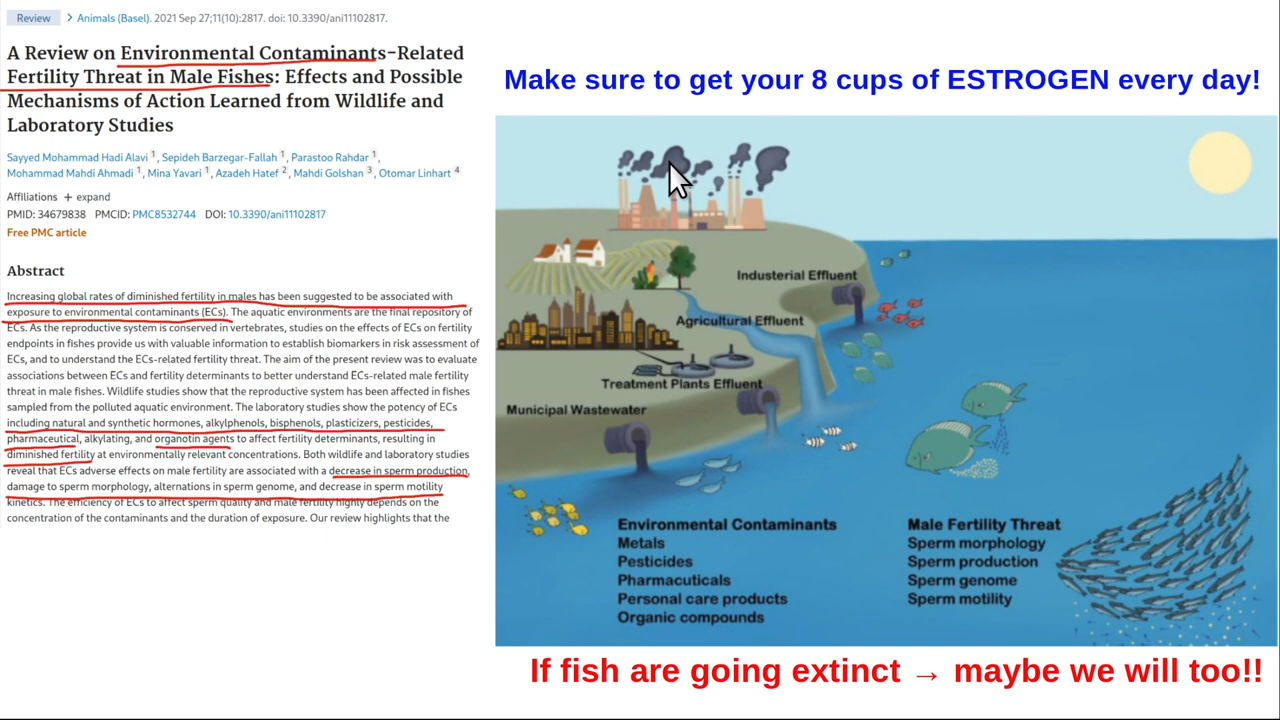 Review > Animals (Basel). 2021 Sep 27;11(10):2817. doi: 10.3390/ani11102817.
A Review on Environmental Contaminants-Related
Fertility Threat in Male Fishes: Effects and Possible
Mechanisms of Action Learned from Wildlife and
Laboratory Studies
Sayyed Mohammad Hadi Alavi 1, Sepideh Barzegar-Fallah 1, Parastoo Rahdar 1,
Mohammad Mahdi Ahmadi 1, Mina Yavari 1, Azadeh Hatef 2, Mahdi Golshan 3, Otomar Linhart 4
Affiliations + expand
PMID: 34679838 PMCID: PMC8532744 DOI: 10.3390/ani11102817
Free PMC article
Abstract
Increasing global rates of diminished fertility in males has been suggested to be associated with
exposure to environmental contaminants (ECs). The aquatic environments are the final repository of
ECs. As the reproductive system is conserved in vertebrates, studies on the effects of ECs on fertility
endpoints in fishes provide us with valuable information to establish biomarkers in risk assessment of
ECs, and to understand the ECs-related fertility threat. The aim of the present review was to evaluate
associations between ECs and fertility determinants to better understand ECs-related male fertility
threat in male fishes. Wildlife studies show that the reproductive system has been affected in fishes
sampled from the polluted aquatic environment. The laboratory studies show the potency of ECs
including natural and synthetic hormones, alkylphenols, bisphenols, plasticizers, pesticides,
pharmaceutical, alkylating, and organotin agents to affect fertility determinants, resulting in
diminished fertility at environmentally relevant concentrations. Both wildlife and laboratory studies
reveal that ECs adverse effects on male fertility are associated with a decrease in sperm production,
damage to sperm morphology, alternations in sperm genome, and decrease in sperm motility
kinetics. The efficiency of ECs to affect sperm quality and male fertility highly depends on the
concentration of the contaminants and the duration of exposure. Our review highlights that the
Make sure to get your 8 cups of ESTROGEN every day!
Industerial Effluent
Agricultural Effluent
Treatment Plants Effluent
Municipal Wastewater
Environmental Contaminants
Metals
Pesticides
Pharmaceuticals
Personal care products
Organic compounds
Male Fertility Threat
Sperm morphology
Sperm production
Sperm genome
Sperm motility
If fish are going extinct → maybe we will too!!